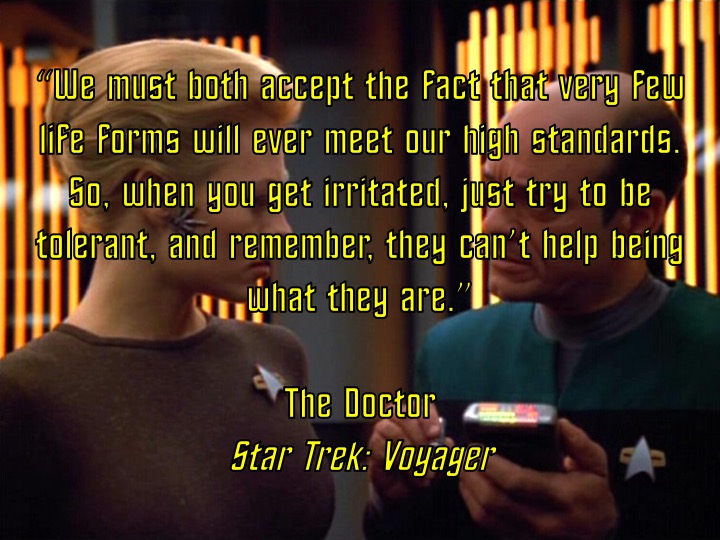 “We must both accept the fact that very few
life forms will ever meet our high standards.
So, when you get irritated, just try to be
tolerant, and remember, they can’t help being
what they are.”
The Doctor
Star Trek: Voyager